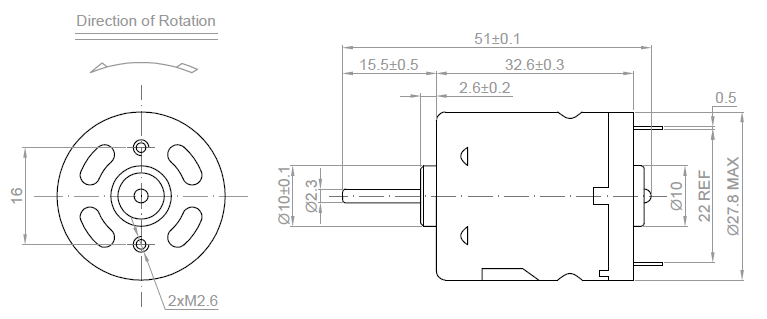 Direction of Rotation
51±0.1
15.5±0.5
32.6±0.3
2.6±0.2
0.5
16
Ø10±0.1
Ø2.3
Ø10
22 REF
Ø27.8 MAX
2xM2.6